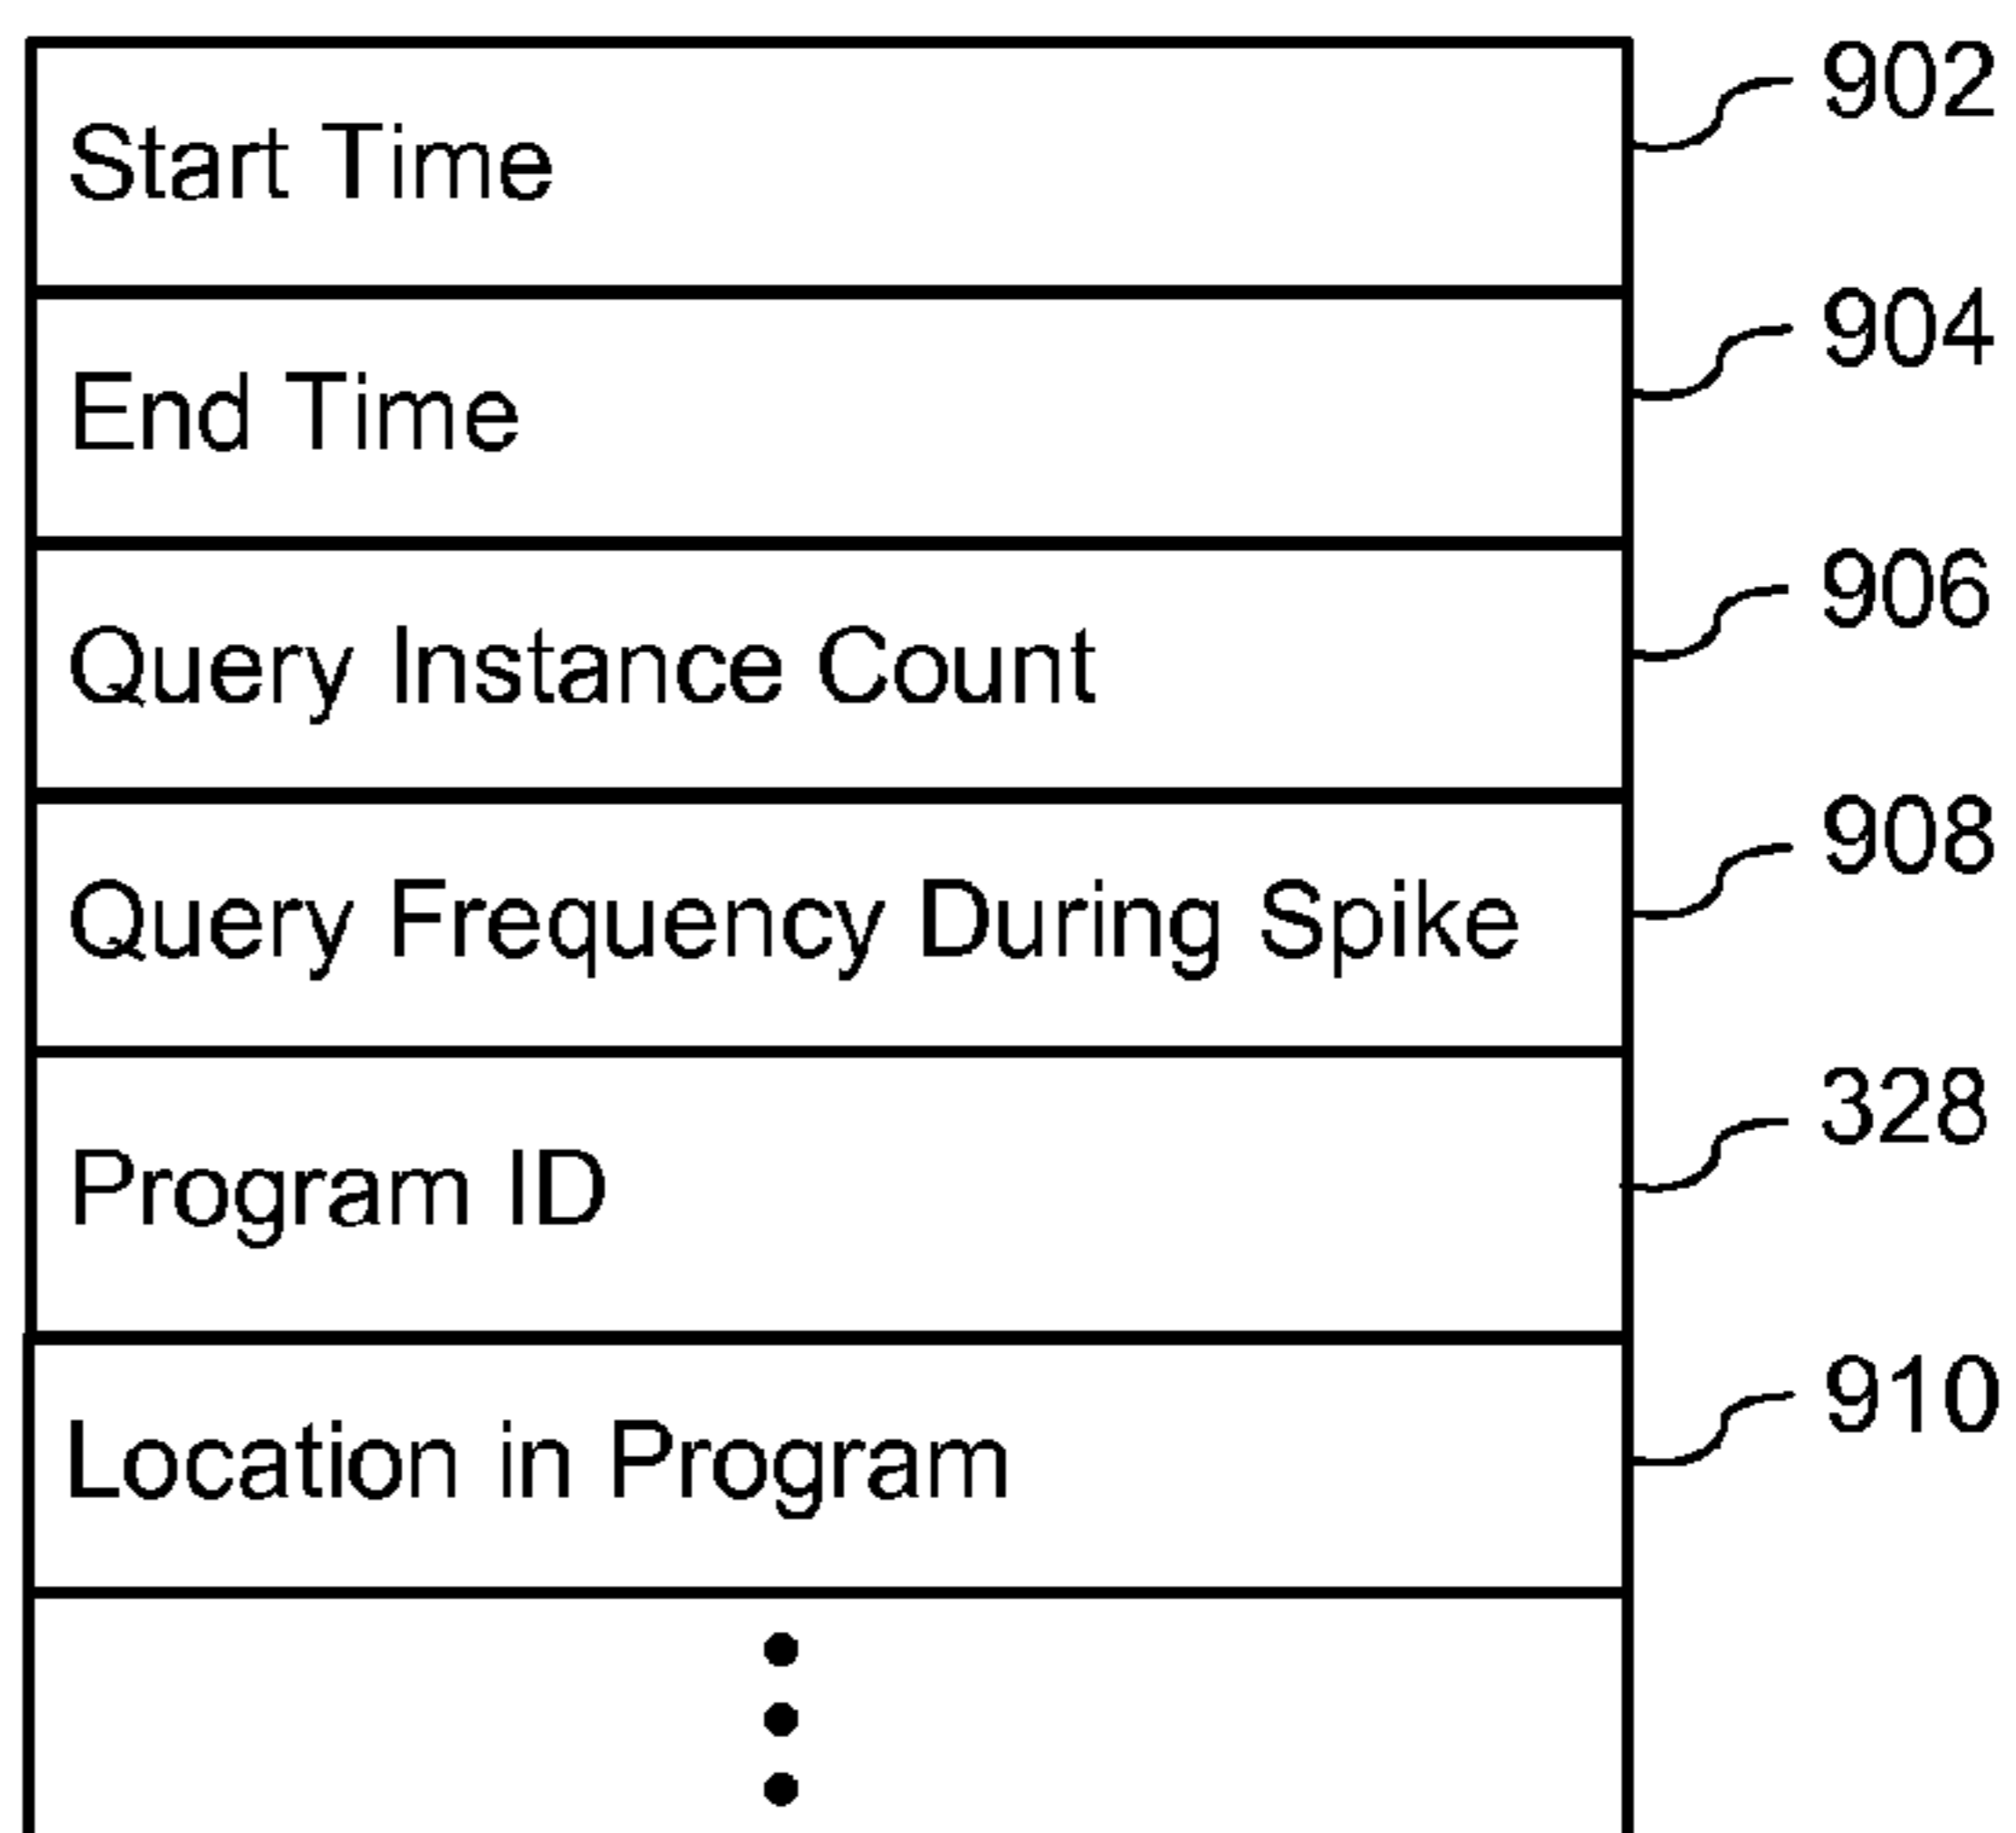 Start Time 902
End Time 904
Query Instance Count 906
Query Frequency During Spike 908
Program ID 328
Location in Program 910